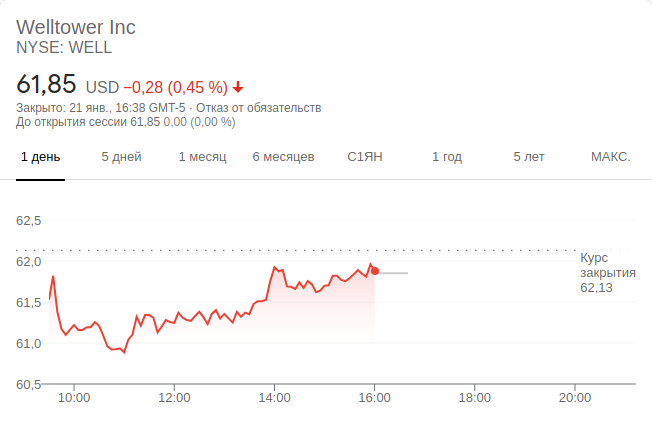 Welltower Inc
NYSE: WELL
61,85 USD −0,28 (0,45 %)
Закрыто: 21 янв., 16:38 GMT-5 · Отказ от обязательств
До открытия сессии 61,85 0,00 (0,00 %)
1 день 5 дней 1 месяц 6 месяцев С1ЯН 1 год 5 лет МАКС.
62,5
62,0
61,5
61,0
60,5
Курс
закрытия
62,13
10:00 12:00 14:00 16:00 18:00 20:00